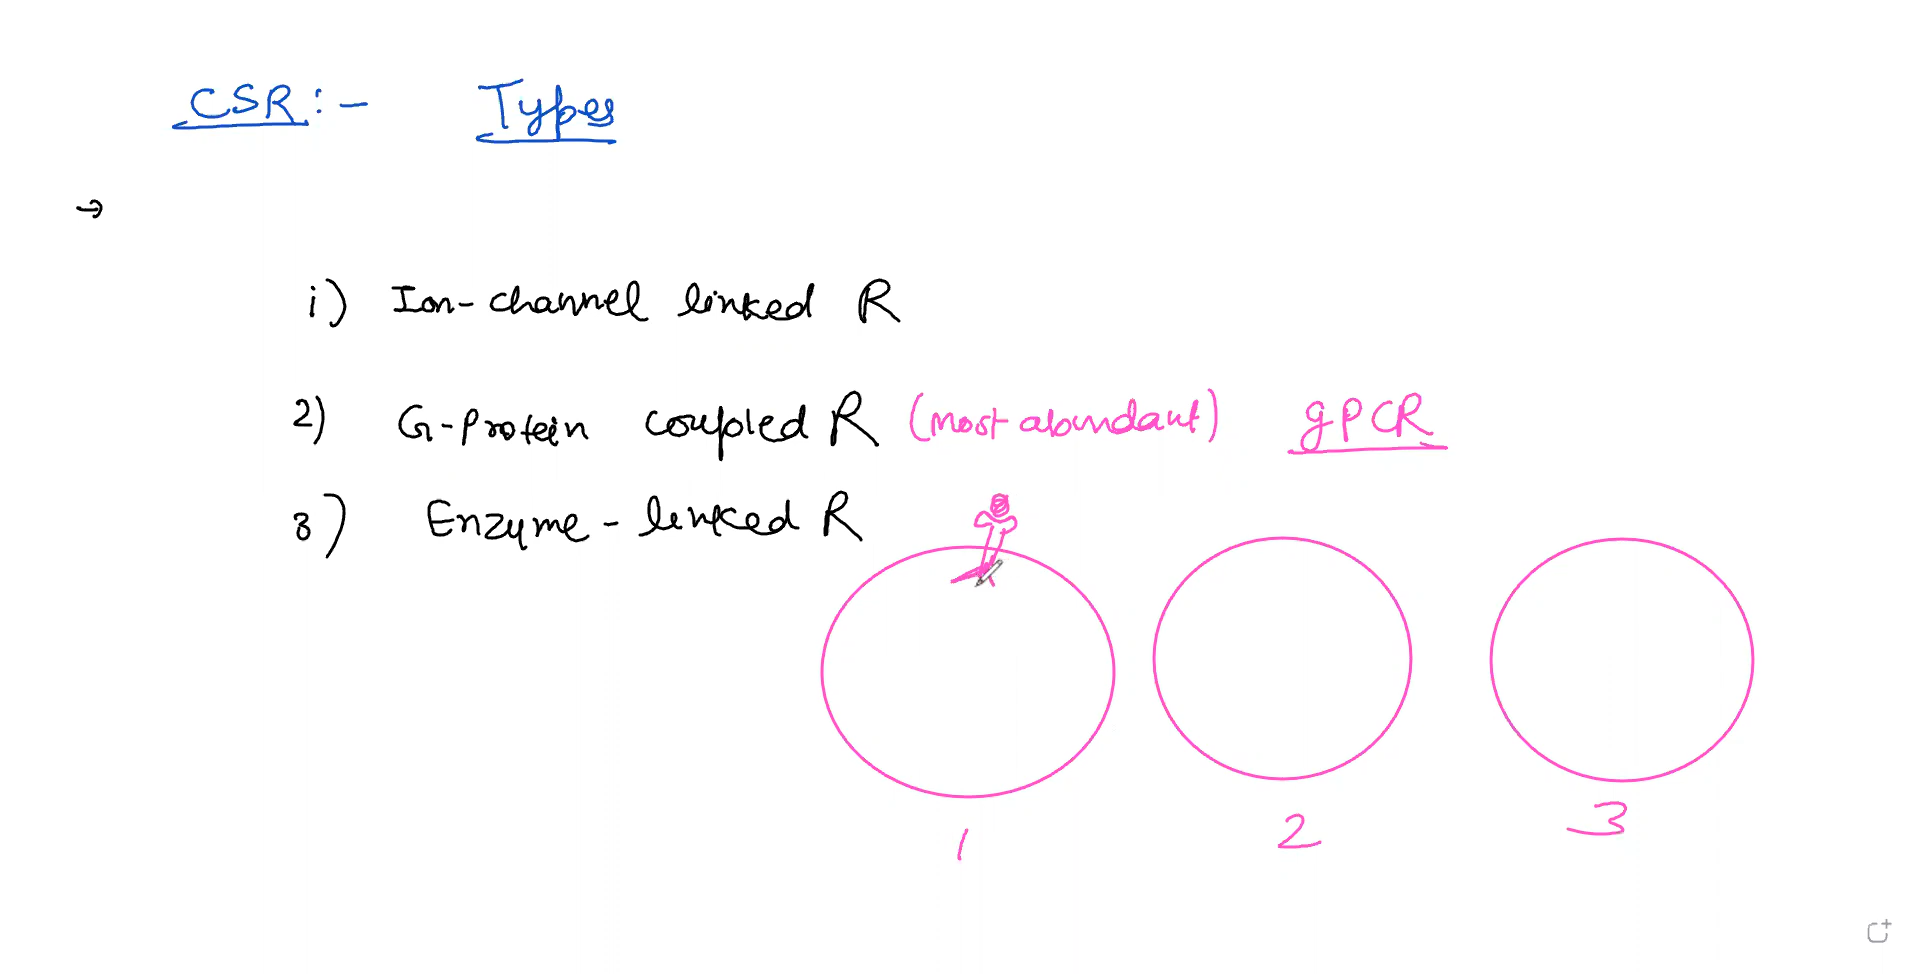 CSR:- Types
→
i) Ion-channel linked R
2) G-Protein coupled R (most abundant) gPCR
3) Enzyme-linked R
1 2 3